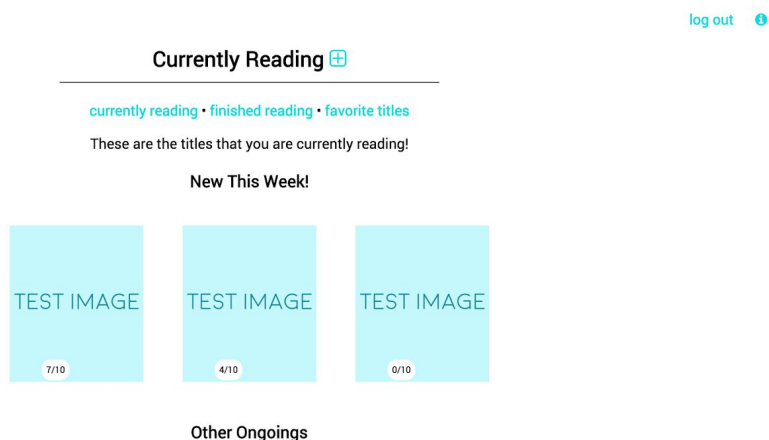 log out
Currently Reading
currently reading • finished reading • favorite titles
These are the titles that you are currently reading!
New This Week!
TEST IMAGE TEST IMAGE TEST IMAGE
7/10 4/10 0/10
Other Ongoings